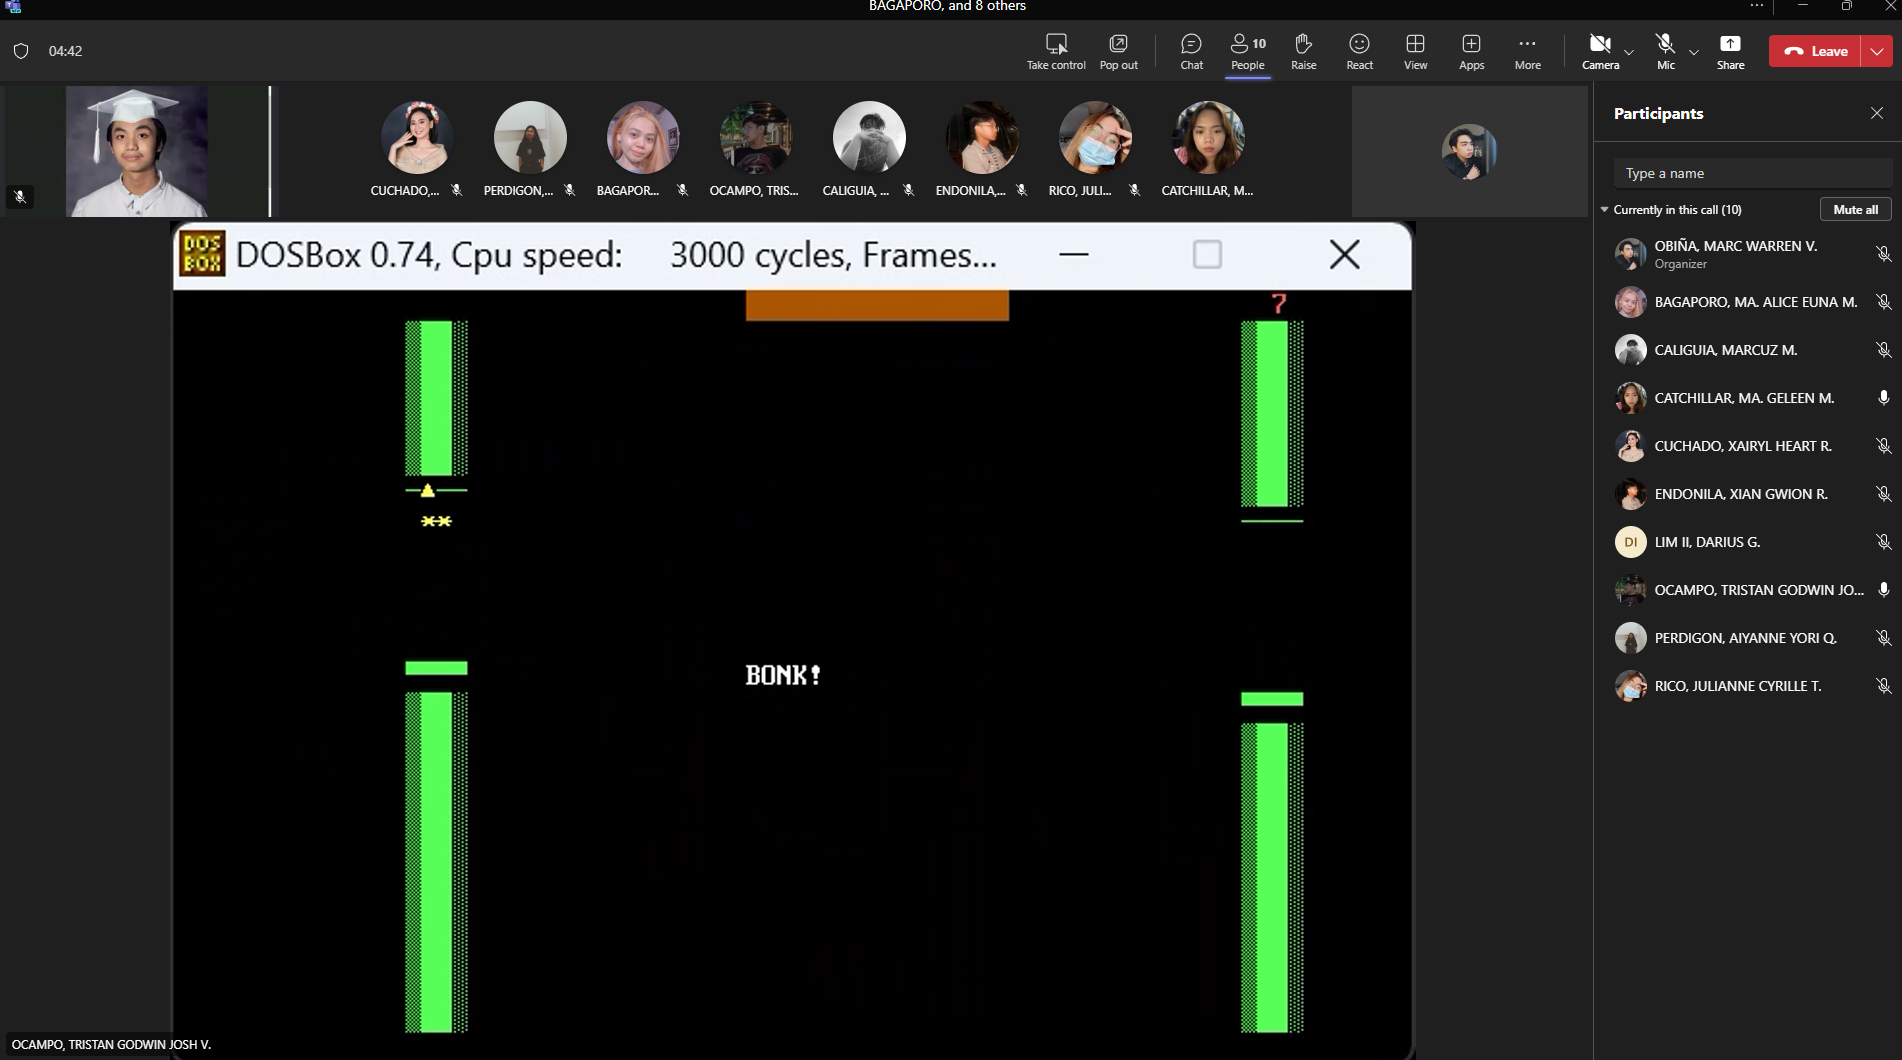 BAGAPORO, and 8 others
04:42
Take control
Pop out
Chat
10
People
Raise
React
View
Apps
More
Camera
Mic
Share
Leave
CUCHADO,...
PERDIGON,...
BAGAPOR...
OCAMPO, TRIS...
CALIGUIA, ...
ENDONILA,...
RICO, JULI...
CATCHILLAR, M...
DOS
BOX
DOSBox 0.74, Cpu speed: 3000 cycles, Frames...
7
BONK!
OCAMPO, TRISTAN GODWIN JOSH V.
Participants
Type a name
Currently in this call (10)
Mute all
OBIÑA, MARC WARREN V.
Organizer
BAGAPORO, MA. ALICE EUNA M.
CALIGUIA, MARCUZ M.
CATCHILLAR, MA. GELEEN M.
CUCHADO, XAIRYL HEART R.
ENDONILA, XIAN GWION R.
DI
LIM II, DARIUS G.
OCAMPO, TRISTAN GODWIN JO...
PERDIGON, AIYANNE YORI Q.
RICO, JULIANNE CYRILLE T.